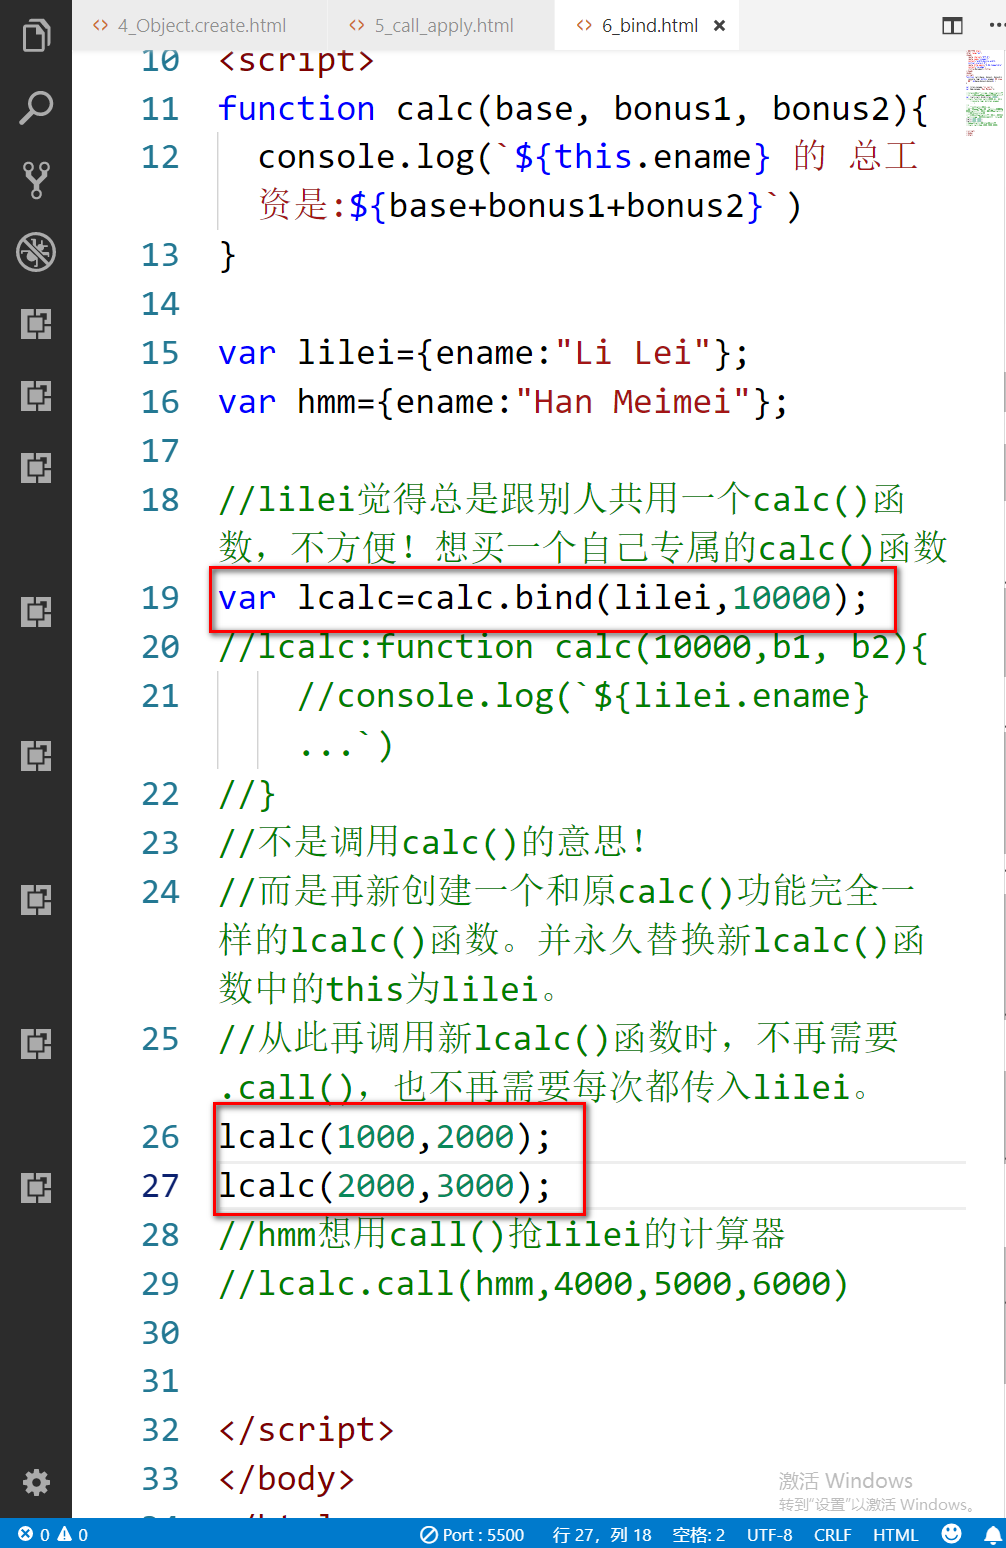 4_Object.create.html
5_call_apply.html
6_bind.html
10 <script>
11 function calc(base, bonus1, bonus2){
12 console.log(`${this.ename} 的 总工
资是:${base+bonus1+bonus2}`)
13 }
14
15 var lilei={ename:"Li Lei"};
16 var hmm={ename:"Han Meimei"};
17
18 //lilei觉得总是跟别人共用一个calc()函
数，不方便！想买一个自己专属的calc()函数
19 var lcalc=calc.bind(lilei,10000);
20 //lcalc:function calc(10000,b1, b2){
21 //console.log(`${lilei.ename}
...`)
22 //}
23 //不是调用calc()的意思！
24 //而是再新创建一个和原calc()功能完全一
样的lcalc()函数。并永久替换新lcalc()函
数中的this为lilei。
25 //从此再调用新lcalc()函数时，不再需要
.call()，也不再需要每次都传入lilei。
26 lcalc(1000,2000);
27 lcalc(2000,3000);
28 //hmm想用call()抢lilei的计算器
29 //lcalc.call(hmm,4000,5000,6000)
30
31
32 </script>
33 </body>
激活 Windows
转到"设置"以激活 Windows。
0 0 Port : 5500 行 27，列 18 空格: 2 UTF-8 CRLF HTML